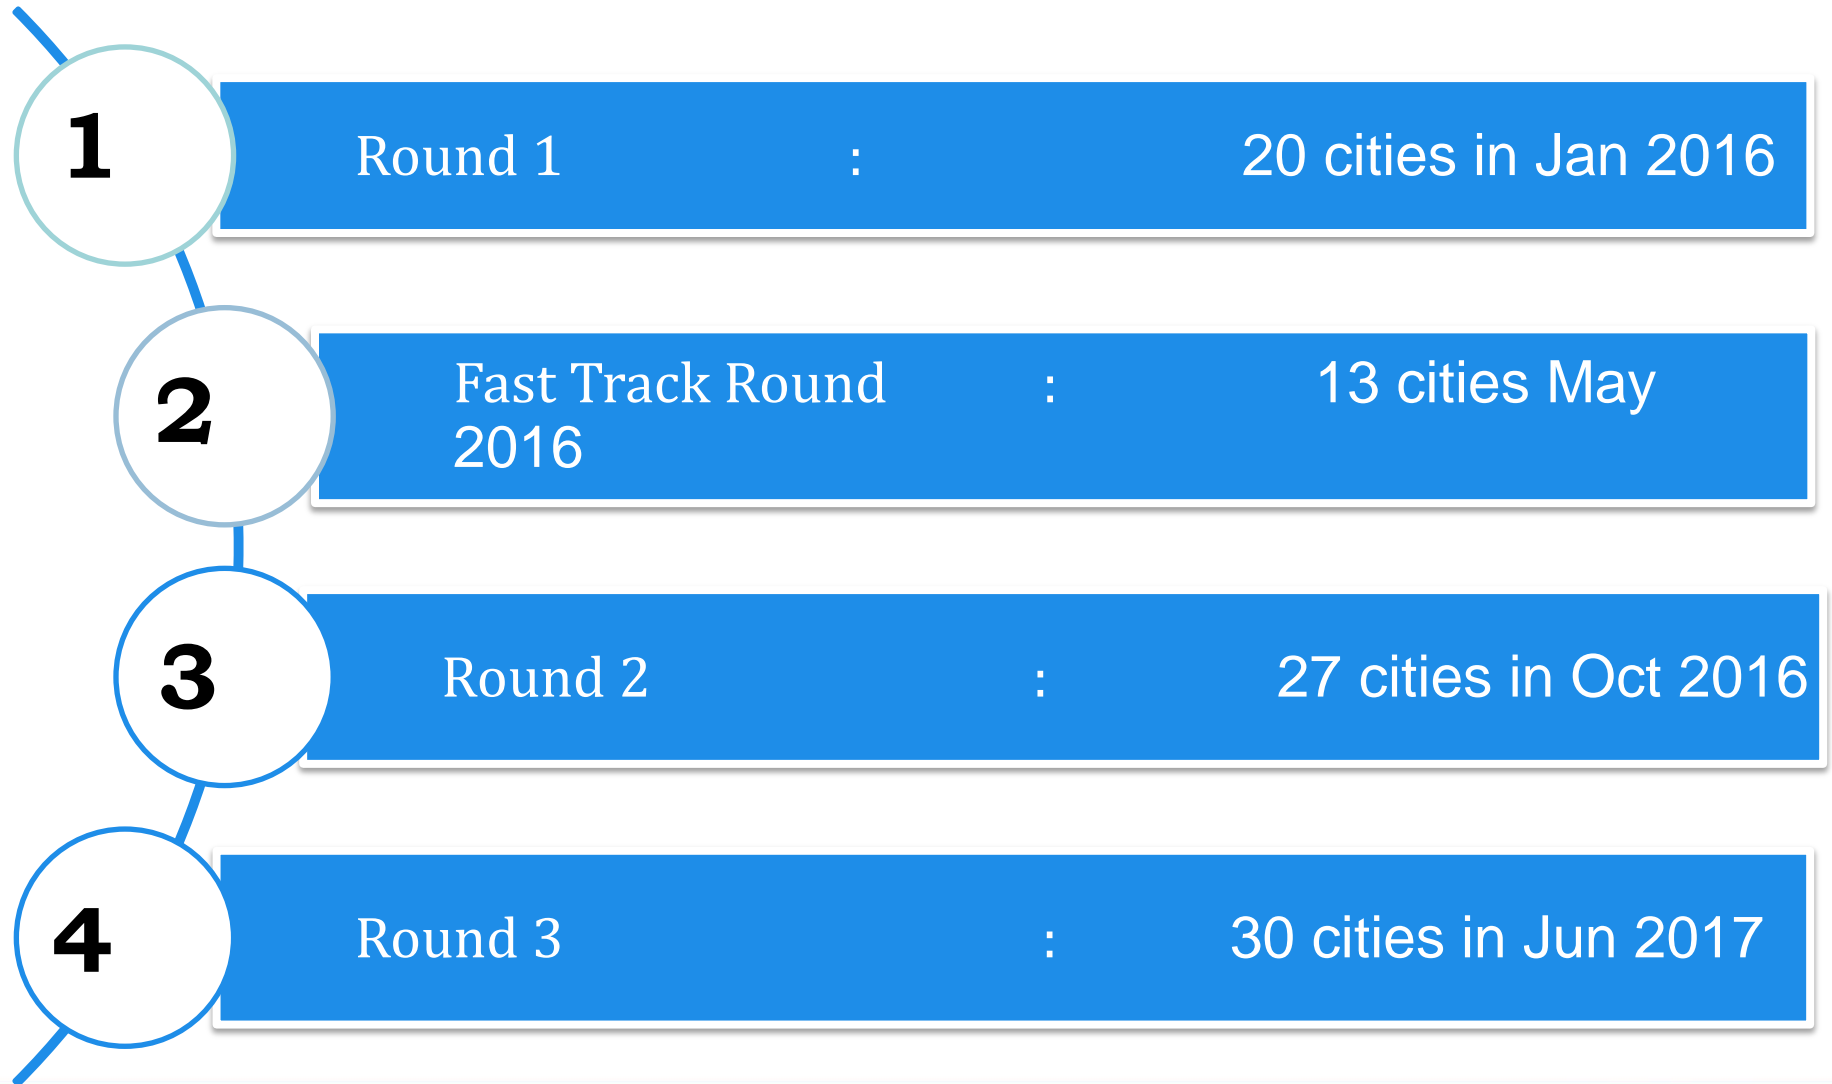 1
Round 1 : 20 cities in Jan 2016
2
Fast Track Round : 13 cities May
2016
3
Round 2 : 27 cities in Oct 2016
4
Round 3 : 30 cities in Jun 2017